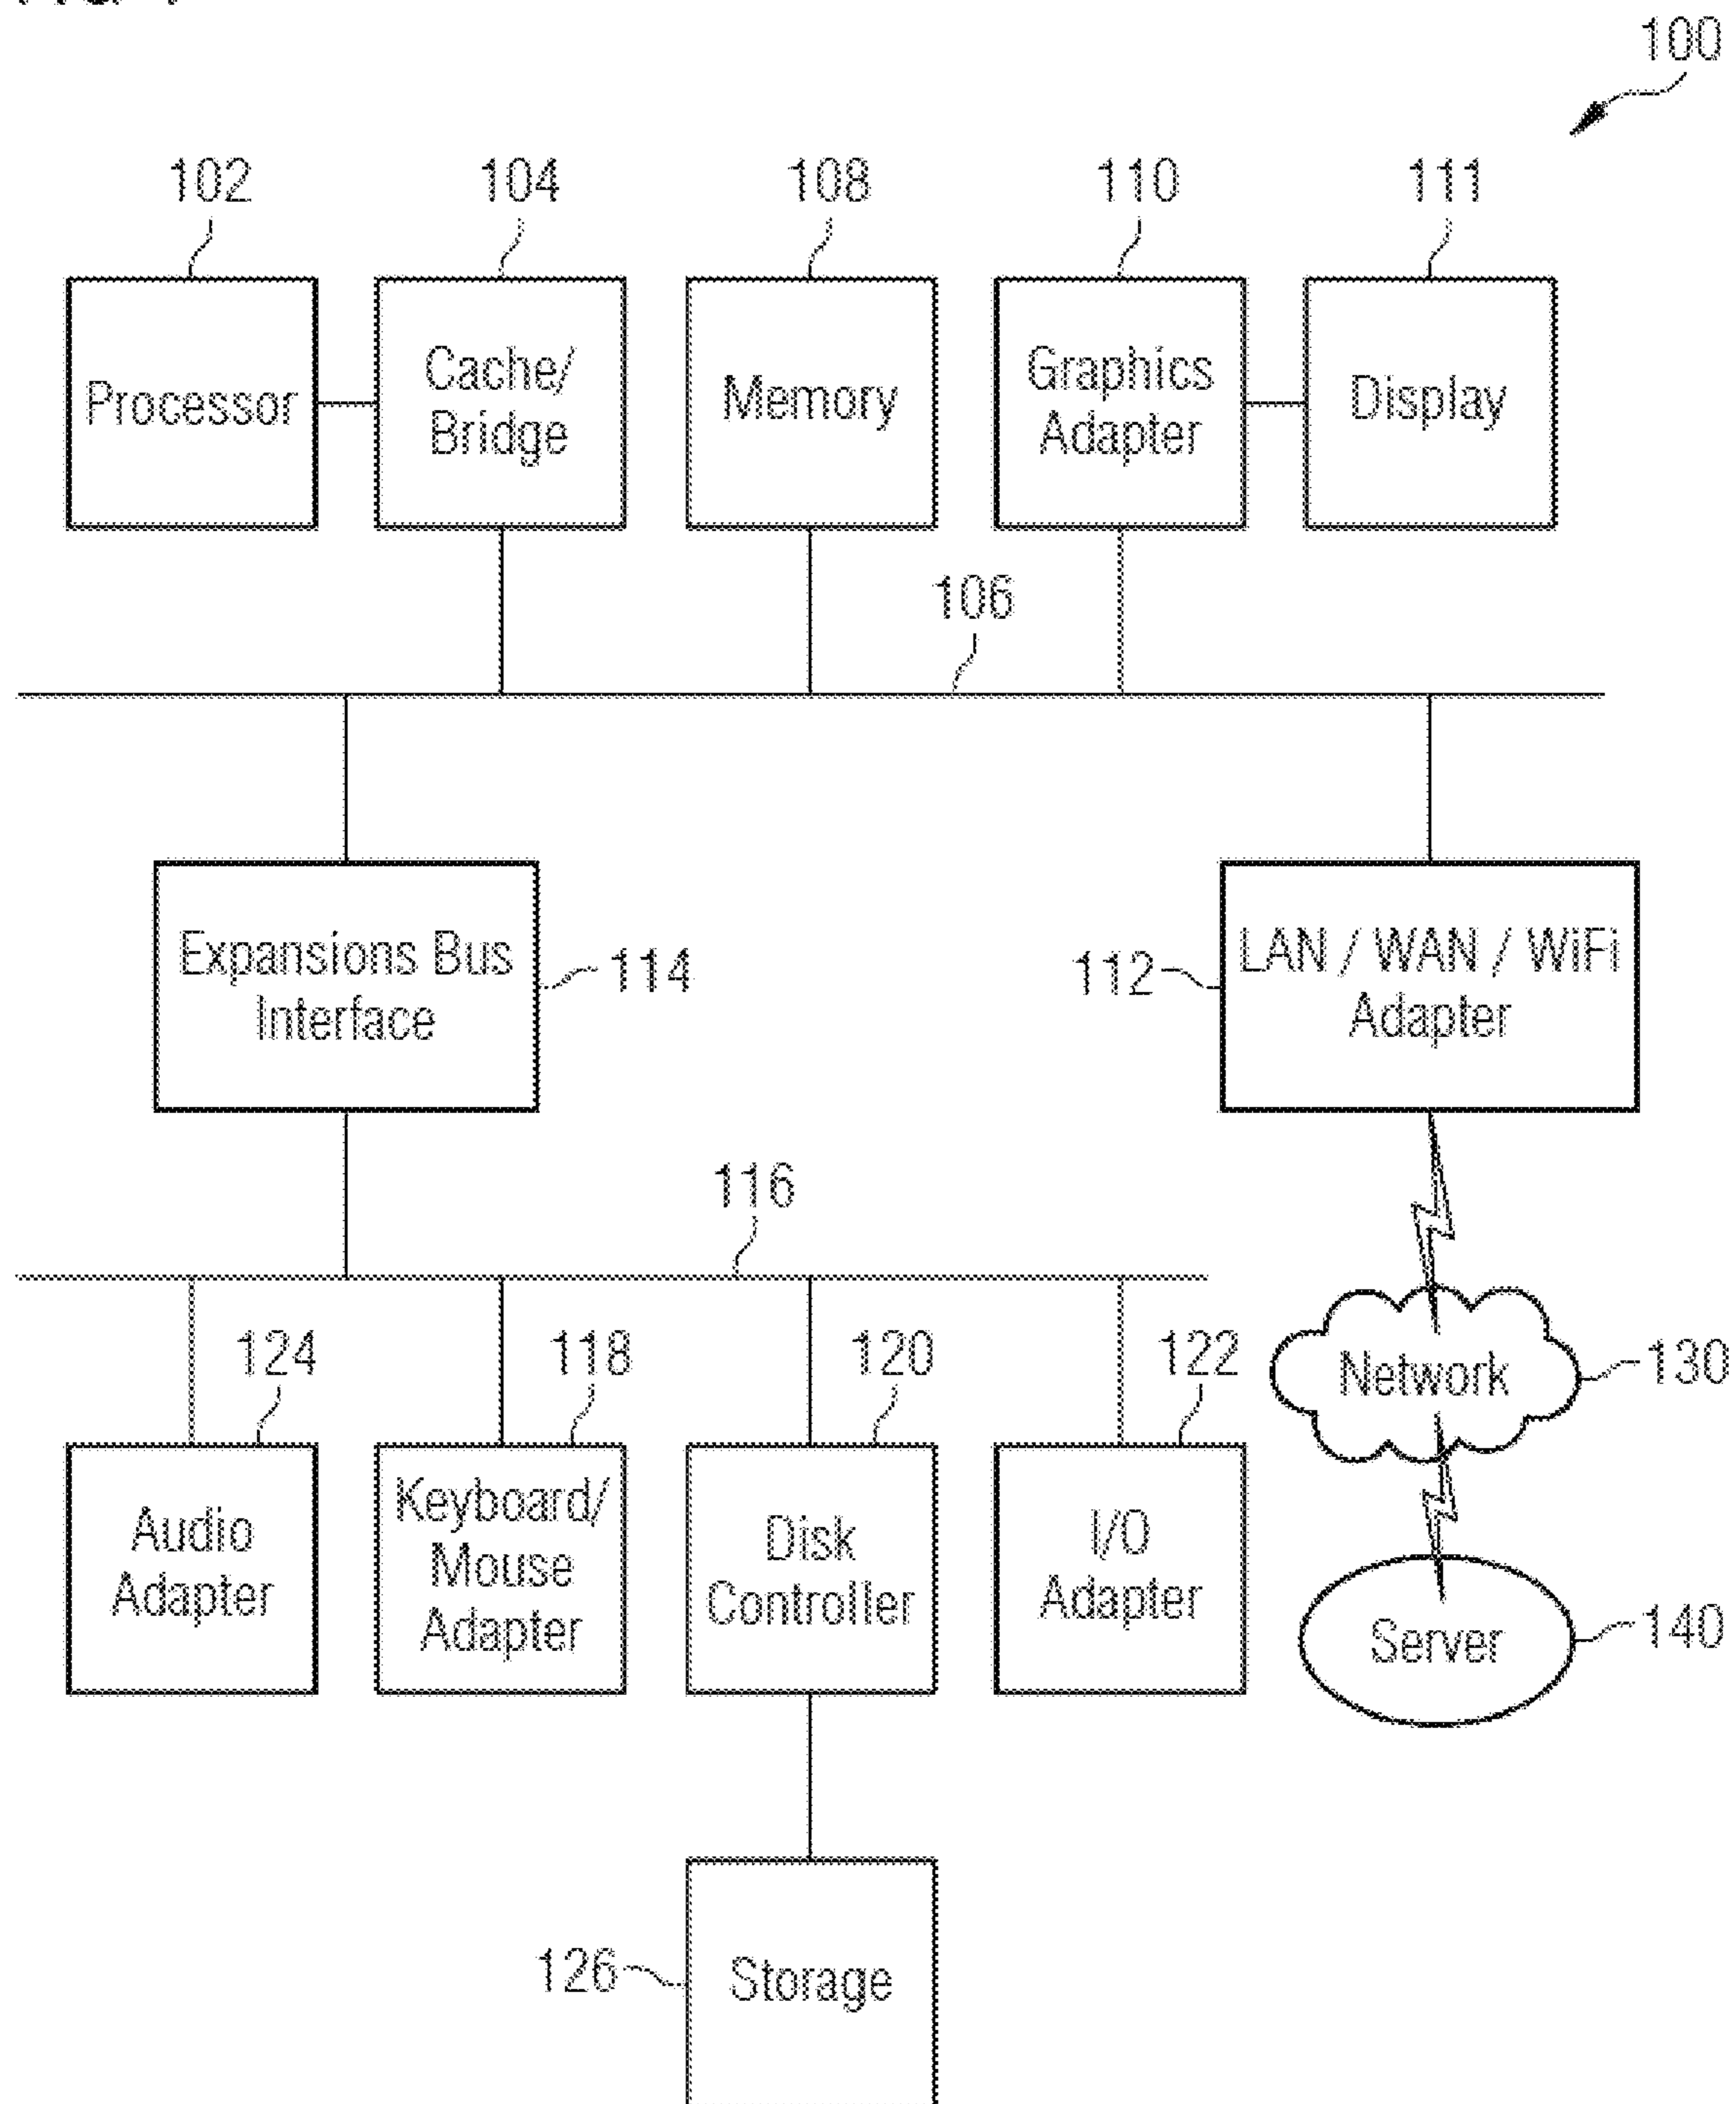 100
102
104
108
110
111
Processor
Cache/
Bridge
Memory
Graphics
Adapter
Display
106
Expansions Bus
Interface
114
112
LAN / WAN / WiFi
Adapter
116
124
118
120
122
Network
130
Audio
Adapter
Keyboard/
Mouse
Adapter
Disk
Controller
I/O
Adapter
Server
140
126
Storage